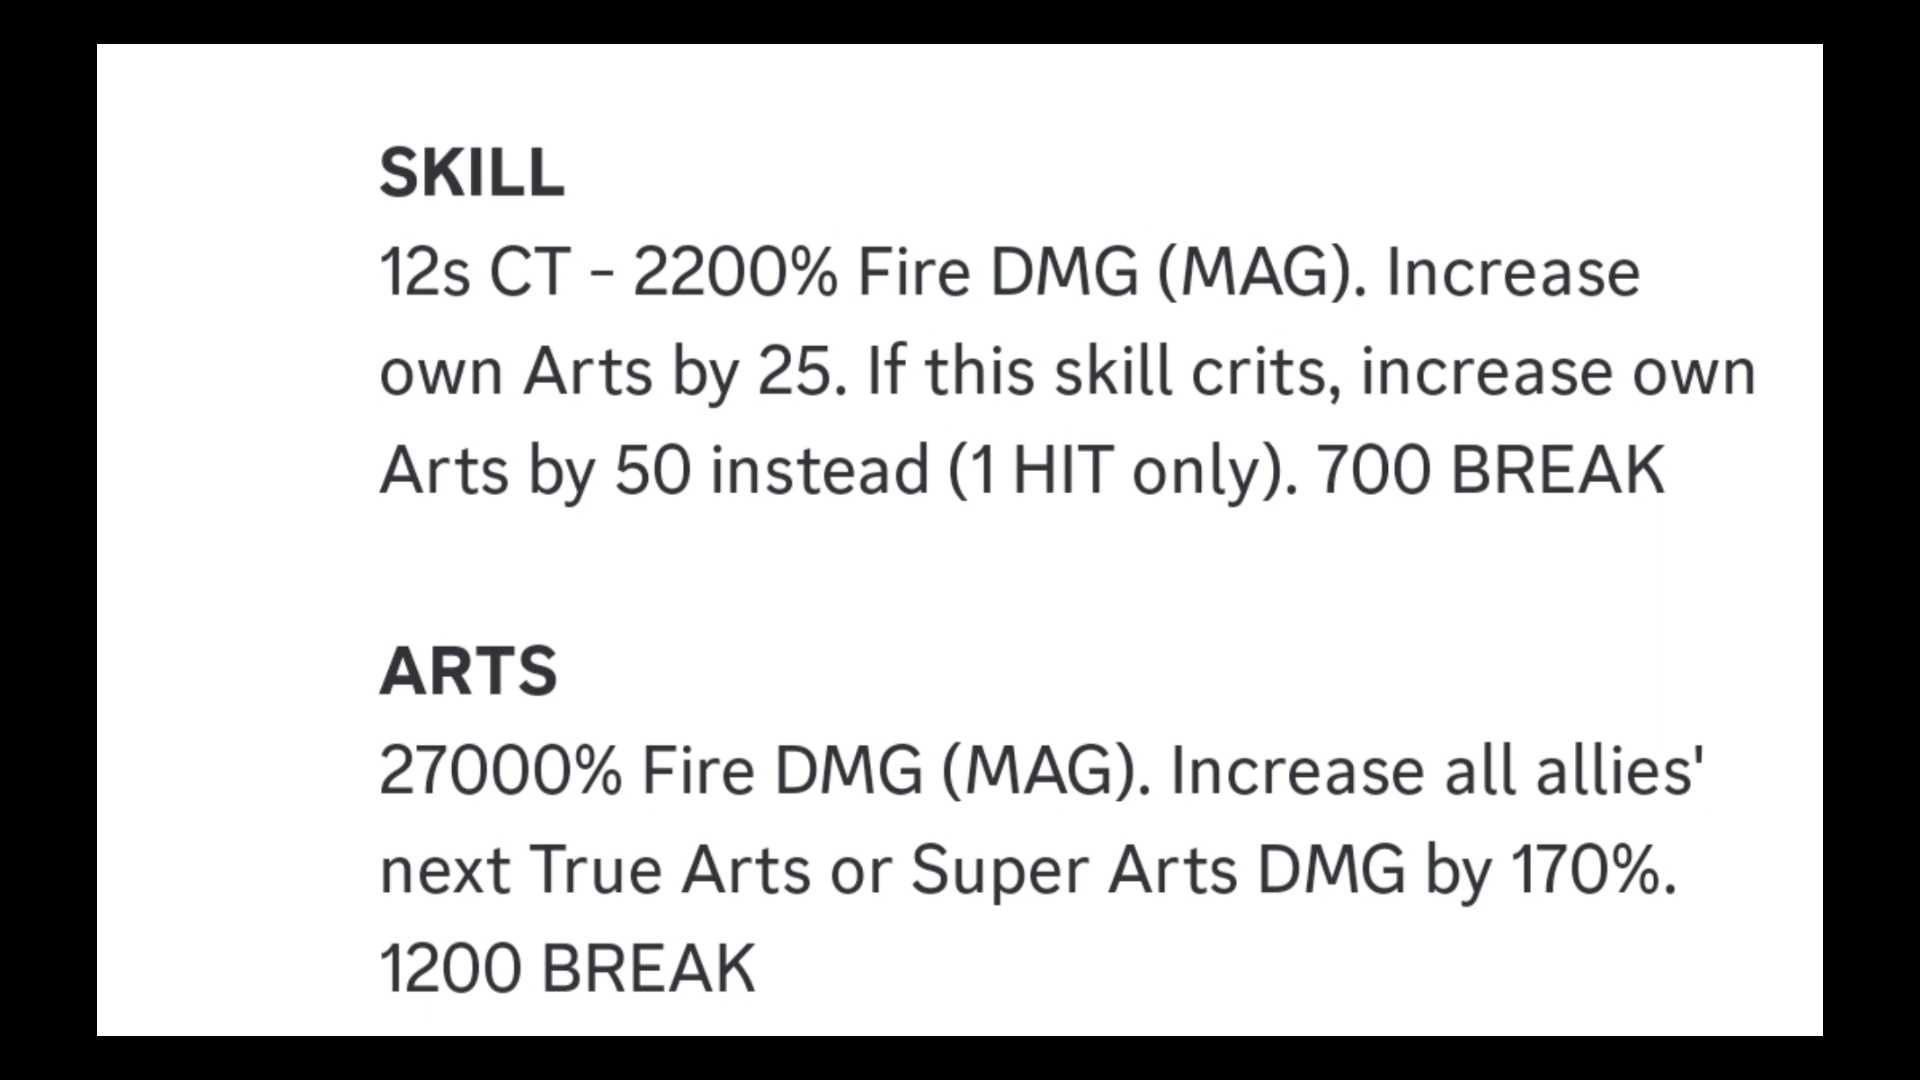 SKILL
12s CT - 2200% Fire DMG (MAG). Increase
own Arts by 25. If this skill crits, increase own
Arts by 50 instead (1 HIT only). 700 BREAK
ARTS
27000% Fire DMG (MAG). Increase all allies'
next True Arts or Super Arts DMG by 170%.
1200 BREAK